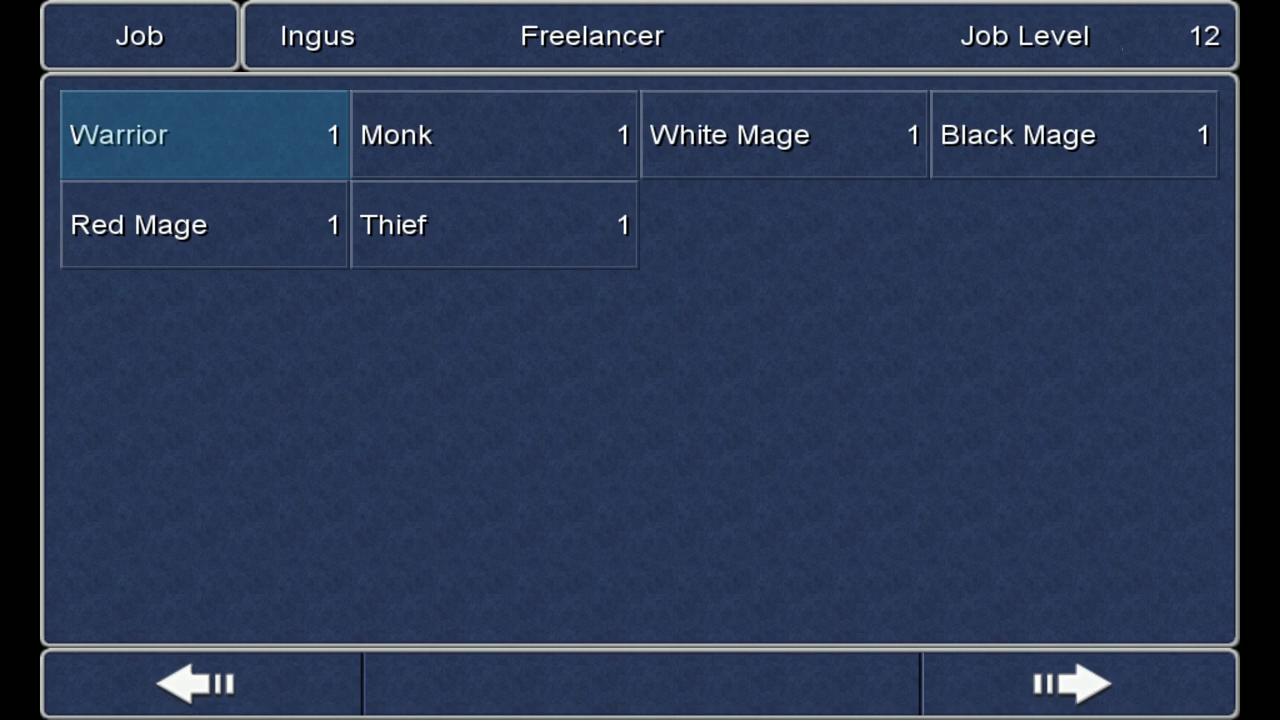 Job Ingus Freelancer Job Level 12
Warrior 1 Monk 1 White Mage 1 Black Mage 1
Red Mage 1 Thief 1